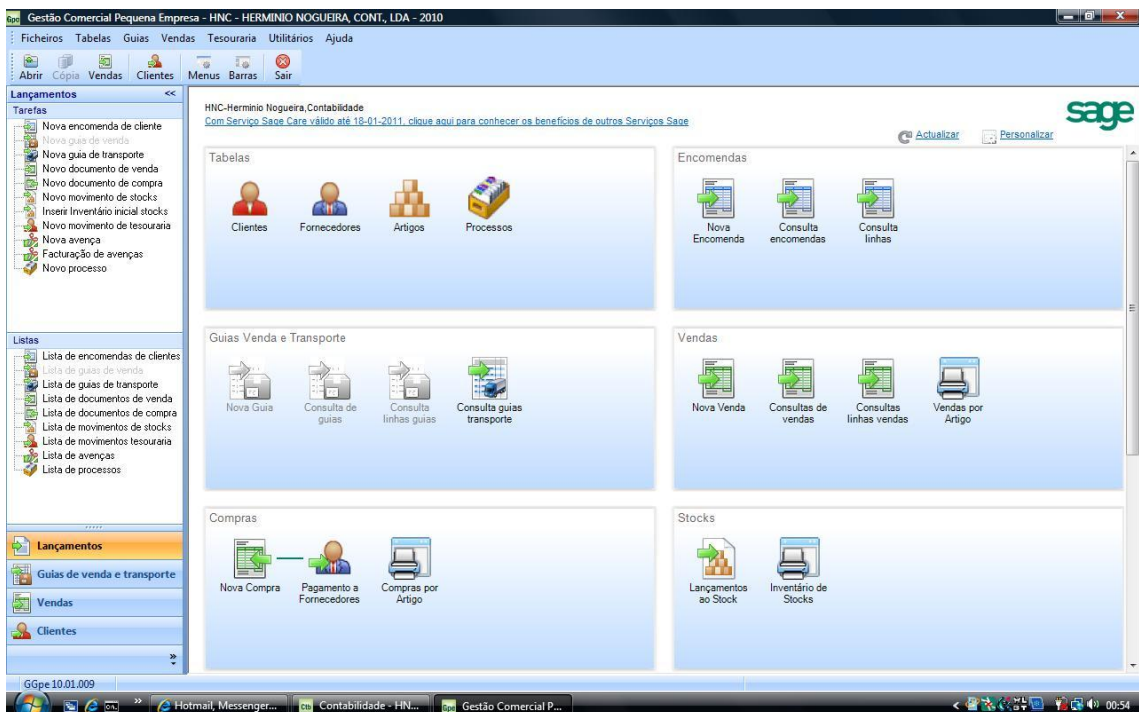 Gpe Gestão Comercial Pequena Empresa - HNC - HERMINIO NOGUEIRA, CONT., LDA - 2010
Ficheiros Tabelas Guias Vendas Tesouraria Utilitários Ajuda
Abrir Cópia Vendas Clientes Menus Barras Sair
Lançamentos <<
Tarefas
Nova encomenda de cliente
Nova guia de venda
Nova guia de transporte
Novo documento de venda
Novo documento de compra
Novo movimento de stocks
Inserir Inventário inicial stocks
Novo movimento de tesouraria
Nova avença
Facturação de avenças
Novo processo
Listas
Lista de encomendas de clientes
Lista de guias de venda
Lista de guias de transporte
Lista de documentos de venda
Lista de documentos de compra
Lista de movimentos de stocks
Lista de movimentos tesouraria
Lista de avenças
Lista de processos
Lançamentos
Guias de venda e transporte
Vendas
Clientes
»
HNC-Herminio Nogueira,Contabilidade
Com Serviço Sage Care válido até 18-01-2011, clique aqui para conhecer os benefícios de outros Serviços Sage
sage
Actualizar Personalizar
Tabelas
Clientes Fornecedores Artigos Processos
Encomendas
Nova Encomenda
Consulta encomendas
Consulta linhas
Guias Venda e Transporte
Nova Guia
Consulta de guias
Consulta linhas guias
Consulta guias transporte
Vendas
Nova Venda
Consultas de vendas
Consultas linhas vendas
Vendas por Artigo
Compras
Nova Compra
Pagamento a Fornecedores
Compras por Artigo
Stocks
Lançamentos ao Stock
Inventário de Stocks
GGpe 10.01.009
» Hotmail, Messenger... Ctb Contabilidade - HN... Gpe Gestão Comercial P... < 00:54